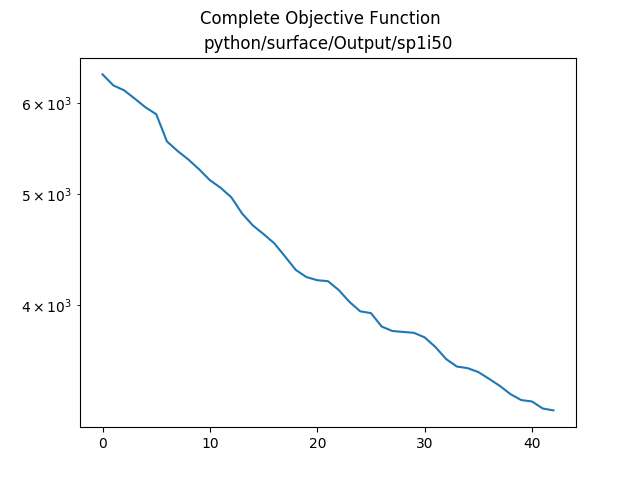 Complete Objective Function
python/surface/Output/sp1i50
6 × 10³
5 × 10³
4 × 10³
0 10 20 30 40